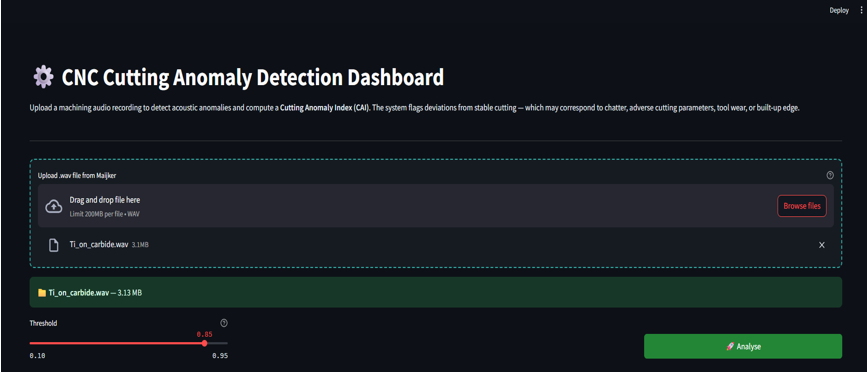 Deploy
CNC Cutting Anomaly Detection Dashboard
Upload a machining audio recording to detect acoustic anomalies and compute a Cutting Anomaly Index (CAI). The system flags deviations from stable cutting — which may correspond to chatter, adverse cutting parameters, tool wear, or built-up edge.
Upload .wav file from Maijker
Drag and drop file here
Limit 200MB per file • WAV
Browse files
Ti_on_carbide.wav 3.1MB
Ti_on_carbide.wav — 3.13 MB
Threshold
0.85
0.10 0.95
Analyse